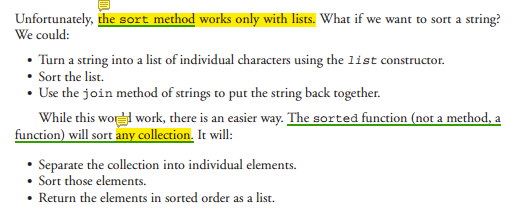 Unfortunately, the sort method works only with lists. What if we want to sort a string?
We could:
• Turn a string into a list of individual characters using the list constructor.
• Sort the list.
• Use the join method of strings to put the string back together.
While this would work, there is an easier way. The sorted function (not a method, a
function) will sort any collection. It will:
• Separate the collection into individual elements.
• Sort those elements.
• Return the elements in sorted order as a list.